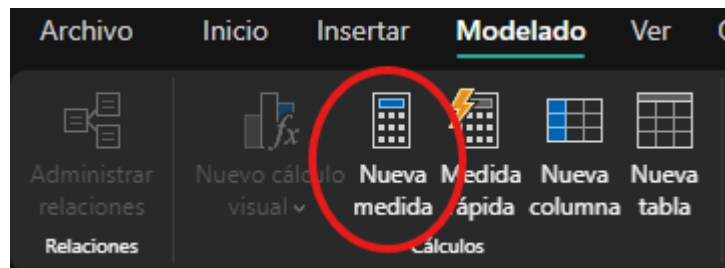 Archivo Inicio Insertar Modelado Ver
fx
Administrar relaciones
Nuevo cálculo visual
Nueva medida
Medida rápida
Nueva columna
Nueva tabla
Relaciones
Cálculos